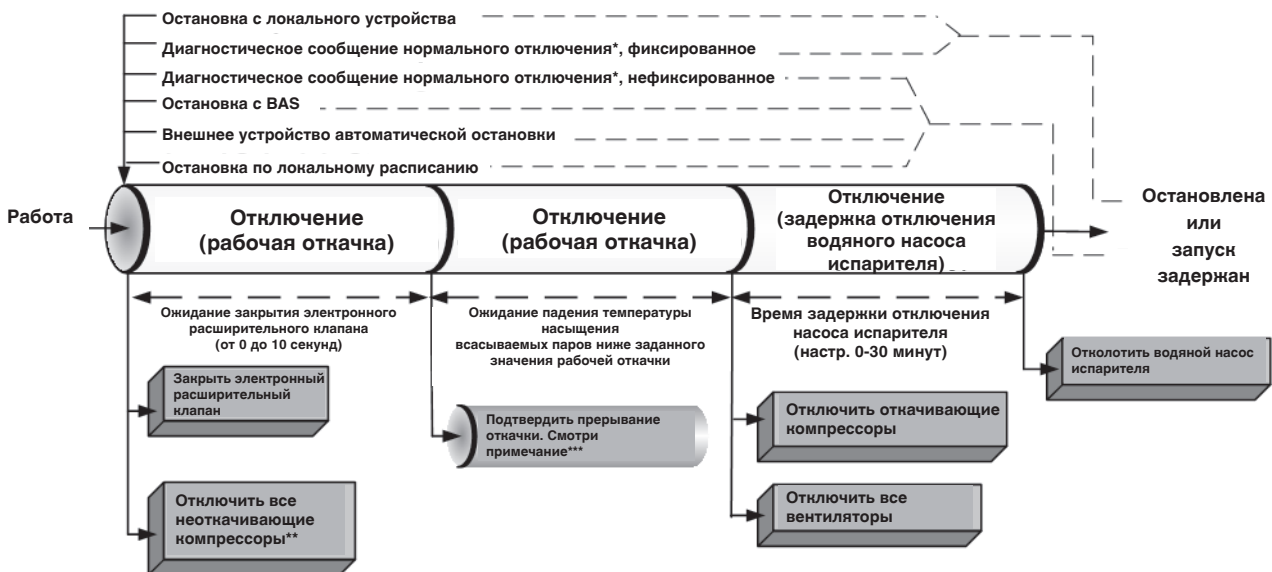 Остановка с локального устройства
Диагностическое сообщение нормального отключения*, фиксированное
Диагностическое сообщение нормального отключения*, нефиксированное
Остановка с BAS
Внешнее устройство автоматической остановки
Остановка по локальному расписанию
Работа
Отключение
(рабочая откачка)
Отключение
(рабочая откачка)
Отключение
(задержка отключения
водяного насоса
испарителя)
Остановлена
или
запуск
задержан
Ожидание закрытия электронного
расширительного клапана
(от 0 до 10 секунд)
Ожидание падения температуры
насыщения
всасываемых паров ниже заданного
значения рабочей откачки
Время задержки отключения
насоса испарителя
(настр. 0-30 минут)
Закрыть электронный
расширительный
клапан
Отключить все
неоткачивающие
компрессоры**
Подтвердить прерывание
откачки. Смотри
примечание***
Отключить откачивающие
компрессоры
Отключить все
вентиляторы
Отколотить водяной насос
испарителя